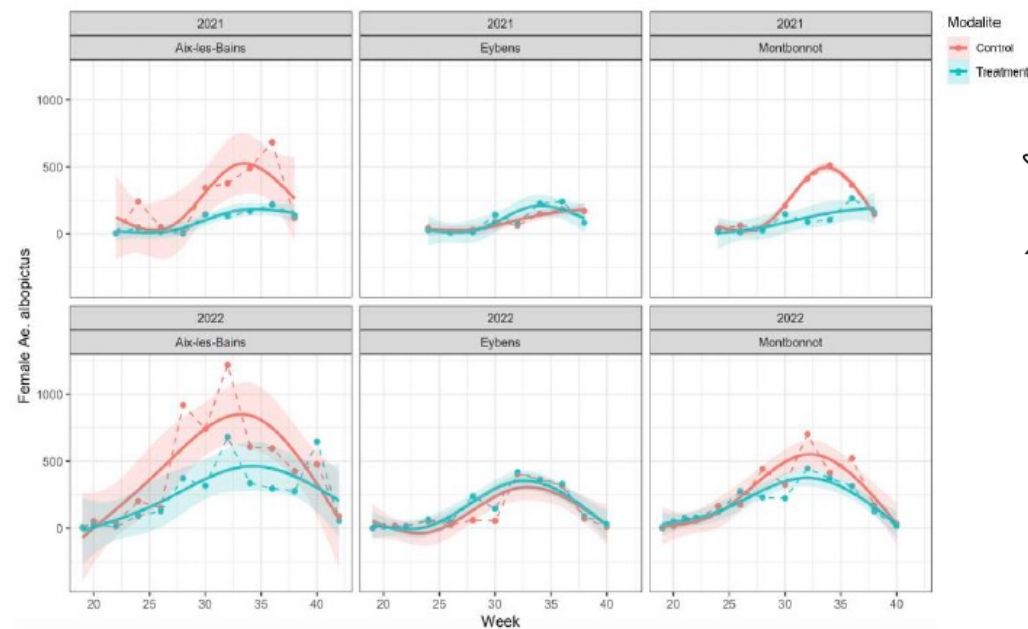 2021 2021 2021
Aix-les-Bains Eybens Montbonnot
Modalite
Control
Treatment
1000
500
0
Female Ae. albopictus
2022 2022 2022
Aix-les-Bains Eybens Montbonnot
1000
500
0
20 25 30 35 40 20 25 30 35 40 20 25 30 35 40
Week